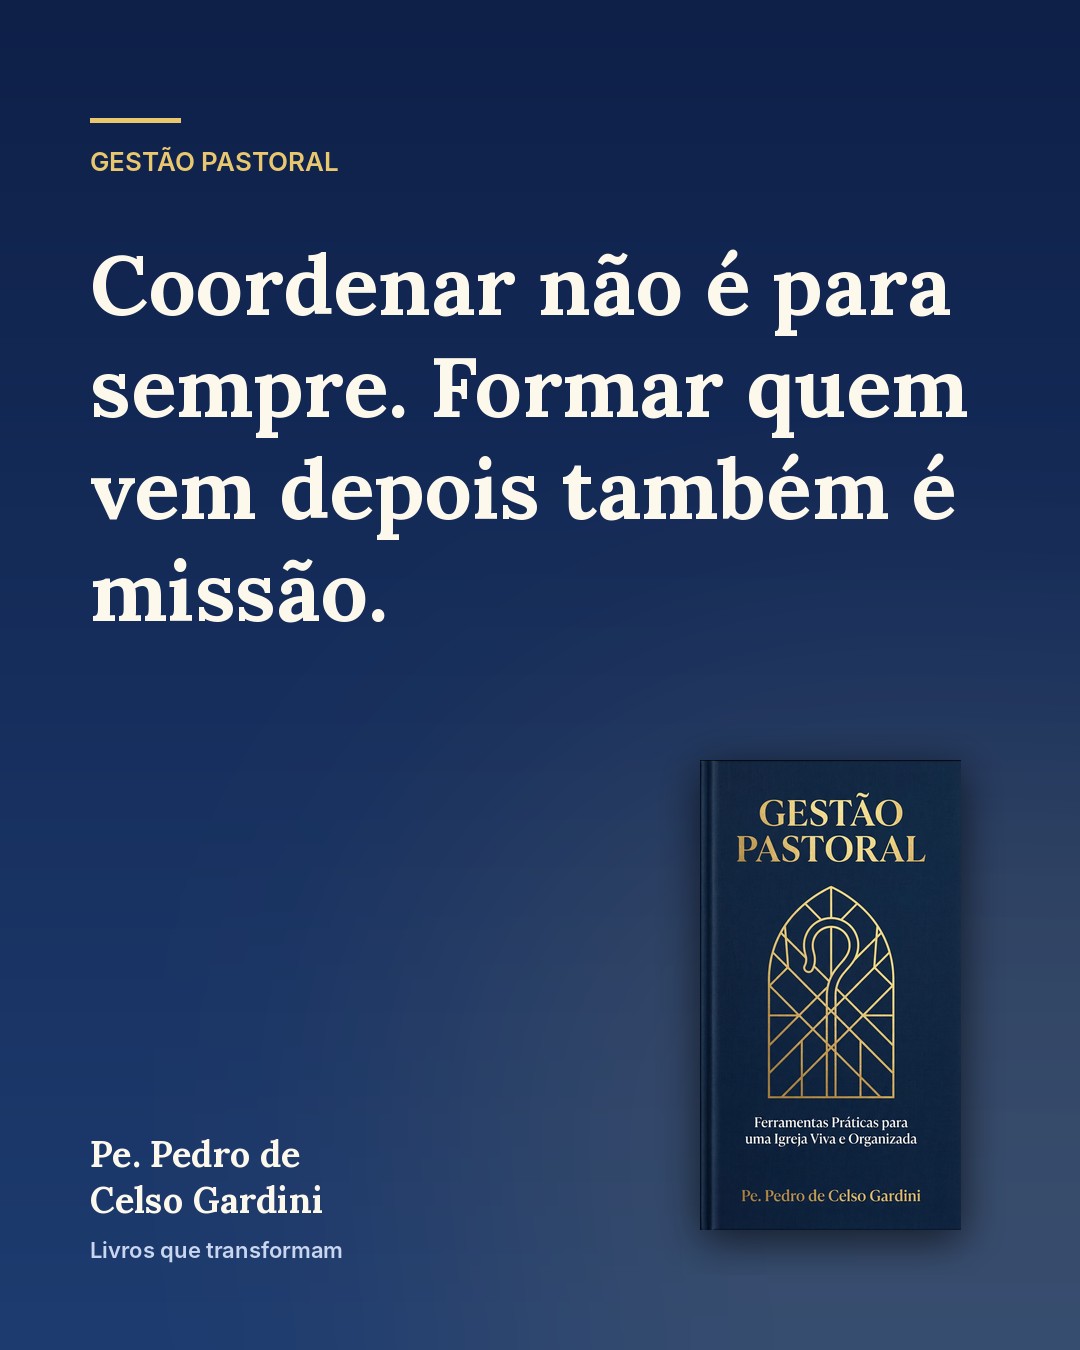 GESTÃO PASTORAL
Coordenar não é para
sempre. Formar quem
vem depois também é
missão.
GESTÃO
PASTORAL
Ferramentas Práticas para
uma Igreja Viva e Organizada
Pe. Pedro de Celso Gardini
Pe. Pedro de
Celso Gardini
Livros que transformam